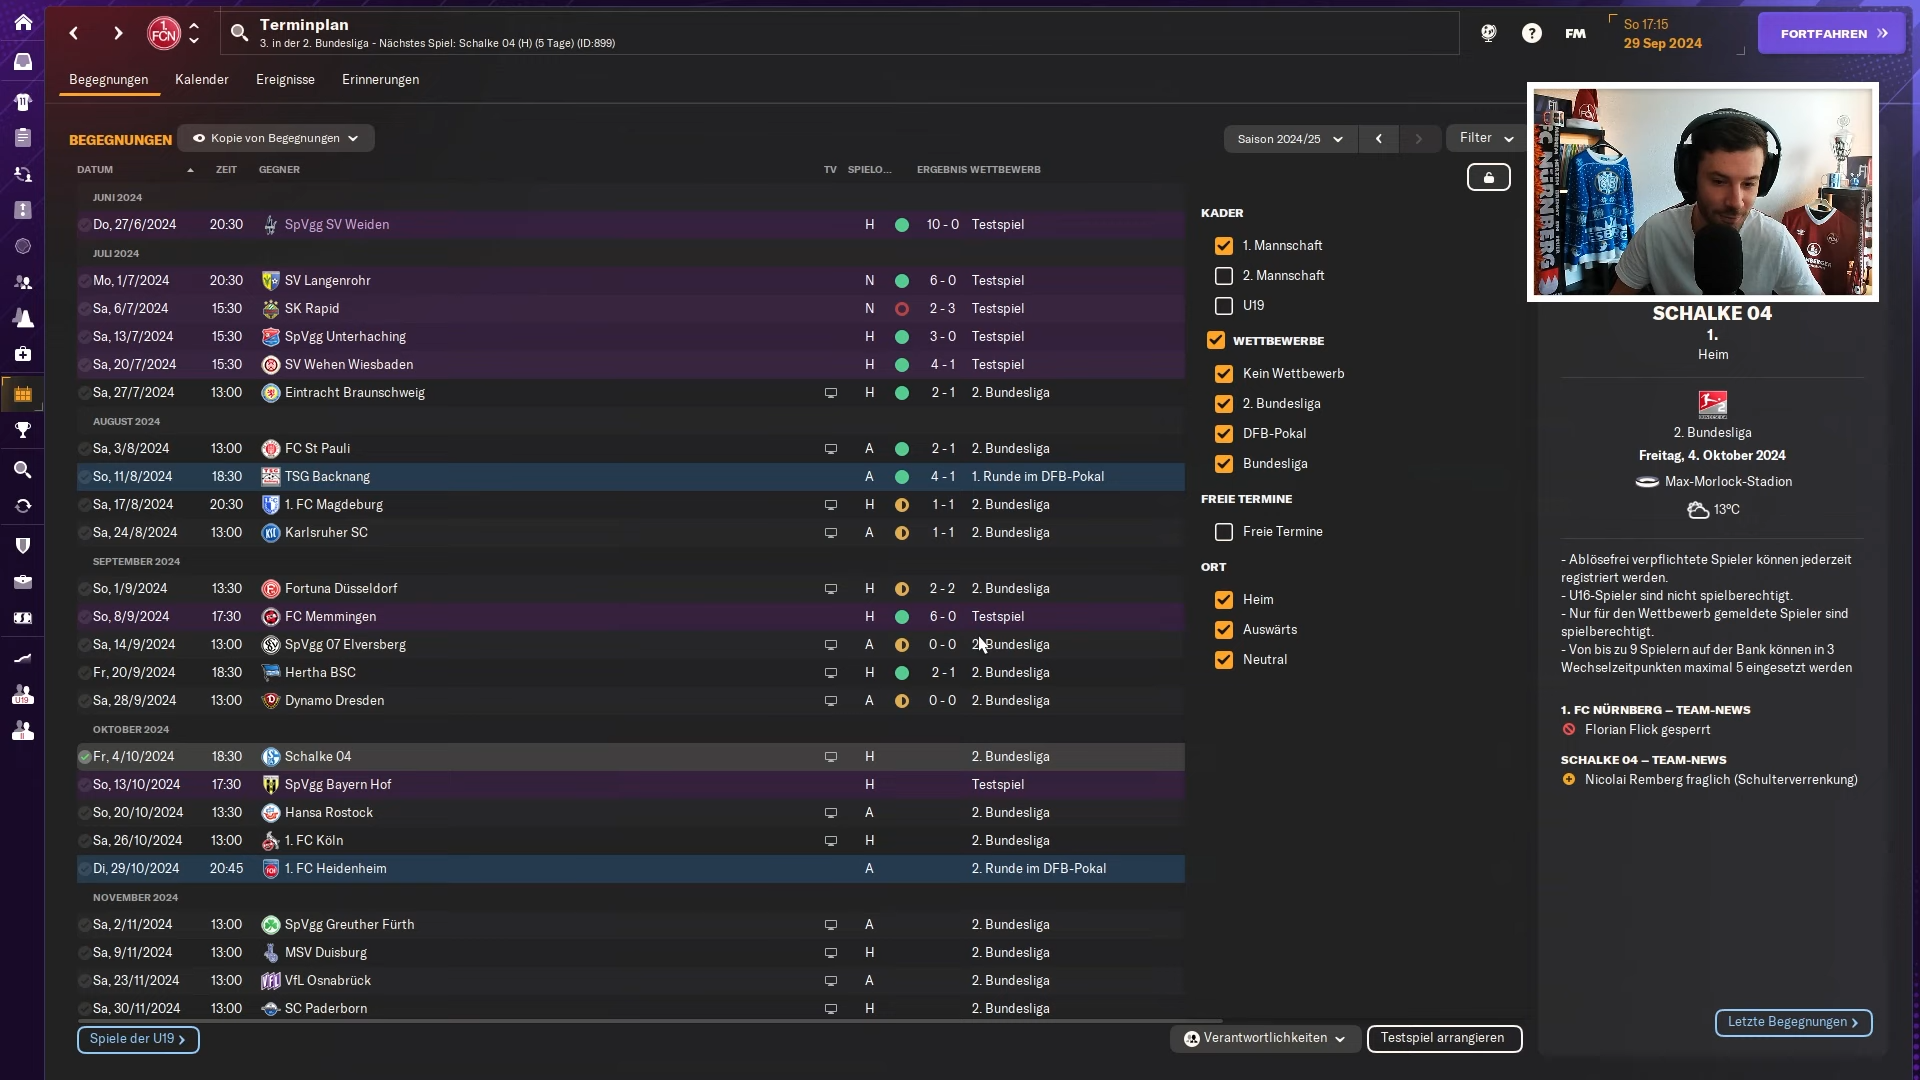 Terminplan
3. in der 2. Bundesliga - Nächstes Spiel: Schalke 04 (H) (5 Tage) (ID:899)
FM
So 17:15
29 Sep 2024
FORTFAHREN
Begegnungen Kalender Ereignisse Erinnerungen
BEGEGNUNGEN Kopie von Begegnungen
Saison 2024/25 Filter
DATUM ZEIT GEGNER TV SPIELO... ERGEBNIS WETTBEWERB
JUNI 2024
Do, 27/6/2024 20:30 SpVgg SV Weiden H 10 - 0 Testspiel
JULI 2024
Mo, 1/7/2024 20:30 SV Langenrohr N 6 - 0 Testspiel
Sa, 6/7/2024 15:30 SK Rapid N 2 - 3 Testspiel
Sa, 13/7/2024 15:30 SpVgg Unterhaching H 3 - 0 Testspiel
Sa, 20/7/2024 15:30 SV Wehen Wiesbaden H 4 - 1 Testspiel
Sa, 27/7/2024 13:00 Eintracht Braunschweig H 2 - 1 2. Bundesliga
AUGUST 2024
Sa, 3/8/2024 13:00 FC St Pauli A 2 - 1 2. Bundesliga
So, 11/8/2024 18:30 TSG Backnang A 4 - 1 1. Runde im DFB-Pokal
Sa, 17/8/2024 20:30 1. FC Magdeburg H 1 - 1 2. Bundesliga
Sa, 24/8/2024 13:00 Karlsruher SC A 1 - 1 2. Bundesliga
SEPTEMBER 2024
So, 1/9/2024 13:30 Fortuna Düsseldorf H 2 - 2 2. Bundesliga
So, 8/9/2024 17:30 FC Memmingen H 6 - 0 Testspiel
Sa, 14/9/2024 13:00 SpVgg 07 Elversberg A 0 - 0 2. Bundesliga
Fr, 20/9/2024 18:30 Hertha BSC H 2 - 1 2. Bundesliga
Sa, 28/9/2024 13:00 Dynamo Dresden A 0 - 0 2. Bundesliga
OKTOBER 2024
Fr, 4/10/2024 18:30 Schalke 04 H 2. Bundesliga
So, 13/10/2024 17:30 SpVgg Bayern Hof H Testspiel
So, 20/10/2024 13:30 Hansa Rostock A 2. Bundesliga
Sa, 26/10/2024 13:00 1. FC Köln H 2. Bundesliga
Di, 29/10/2024 20:45 1. FC Heidenheim A 2. Runde im DFB-Pokal
NOVEMBER 2024
Sa, 2/11/2024 13:00 SpVgg Greuther Fürth A 2. Bundesliga
Sa, 9/11/2024 13:00 MSV Duisburg H 2. Bundesliga
Sa, 23/11/2024 13:00 VfL Osnabrück A 2. Bundesliga
Sa, 30/11/2024 13:00 SC Paderborn H 2. Bundesliga
Spiele der U19
Verantwortlichkeiten
Testspiel arrangieren
KADER
1. Mannschaft
2. Mannschaft
U19
WETTBEWERBE
Kein Wettbewerb
2. Bundesliga
DFB-Pokal
Bundesliga
FREIE TERMINE
Freie Termine
ORT
Heim
Auswärts
Neutral
FC NÜRNBERG
SCHALKE 04
1.
Heim
2. Bundesliga
Freitag, 4. Oktober 2024
Max-Morlock-Stadion
13ºC
- Ablösefrei verpflichtete Spieler können jederzeit
registriert werden.
- U16-Spieler sind nicht spielberechtigt.
- Nur für den Wettbewerb gemeldete Spieler sind
spielberechtigt.
- Von bis zu 9 Spielern auf der Bank können in 3
Wechselzeitpunkten maximal 5 eingesetzt werden
1. FC NÜRNBERG – TEAM-NEWS
Florian Flick gesperrt
SCHALKE 04 – TEAM-NEWS
Nicolai Remberg fraglich (Schulterverrenkung)
Letzte Begegnungen